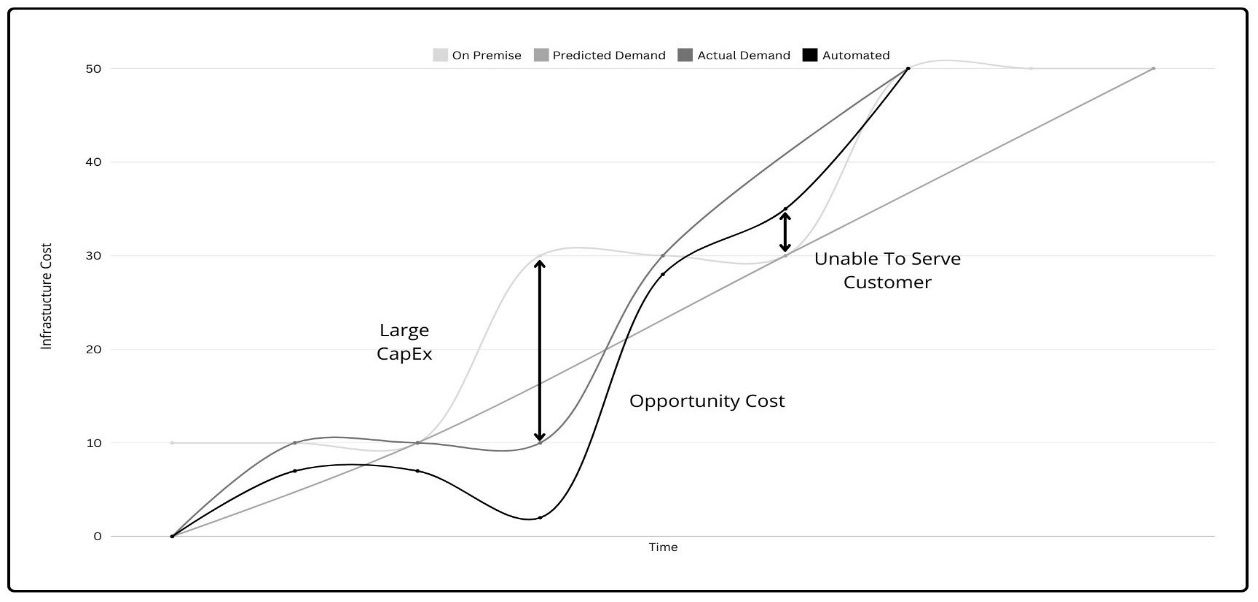 On Premise Predicted Demand Actual Demand Automated
50
40
30
20
10
0
Infrastucture Cost
Large
CapEx
Unable To Serve
Customer
Opportunity Cost
Time